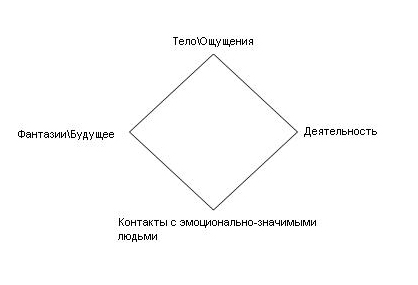 Тело\Ощущения
Фантазии\Будущее
Деятельность
Контакты с эмоционально-значимыми
людьми